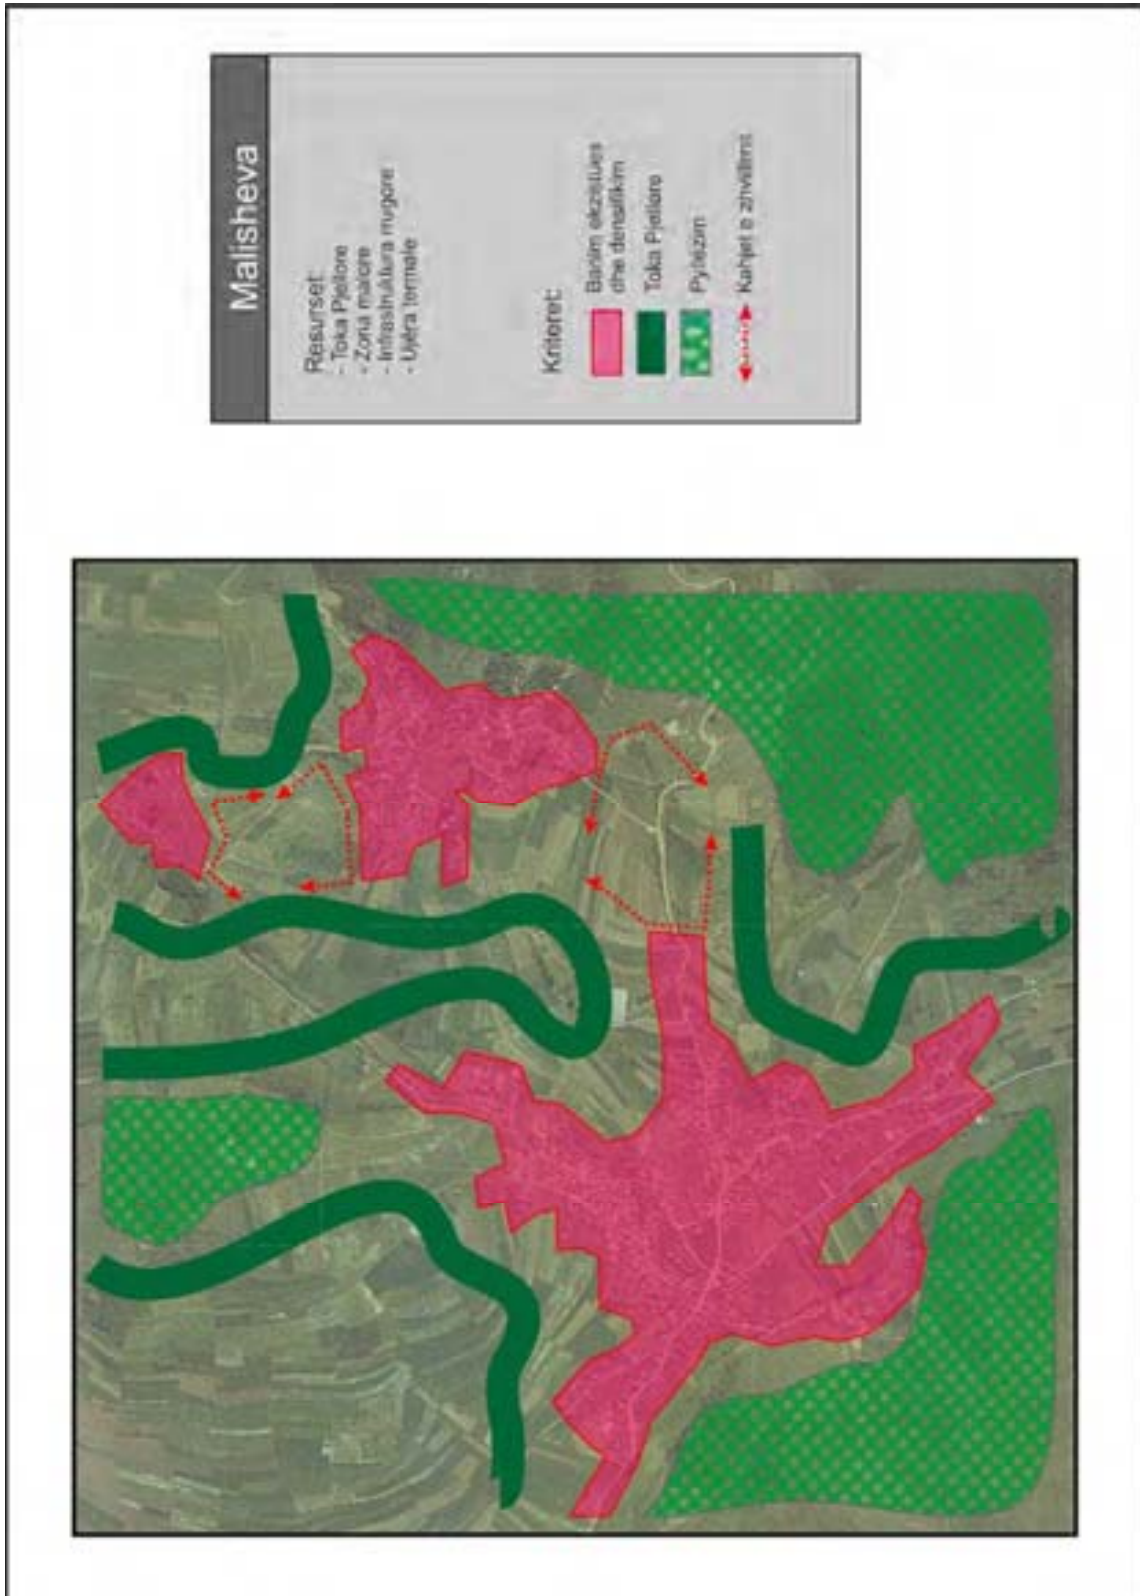 Malisheva
Resurset:
- Toka Pjellore
- Zona malore
- Infrastruktura rrugore
- Ujëra termale
Kriteret:
Banim ekzistues
dhe densifikim
Toka Pjellore
Pyllëzim
Kahjet e zhvillimit